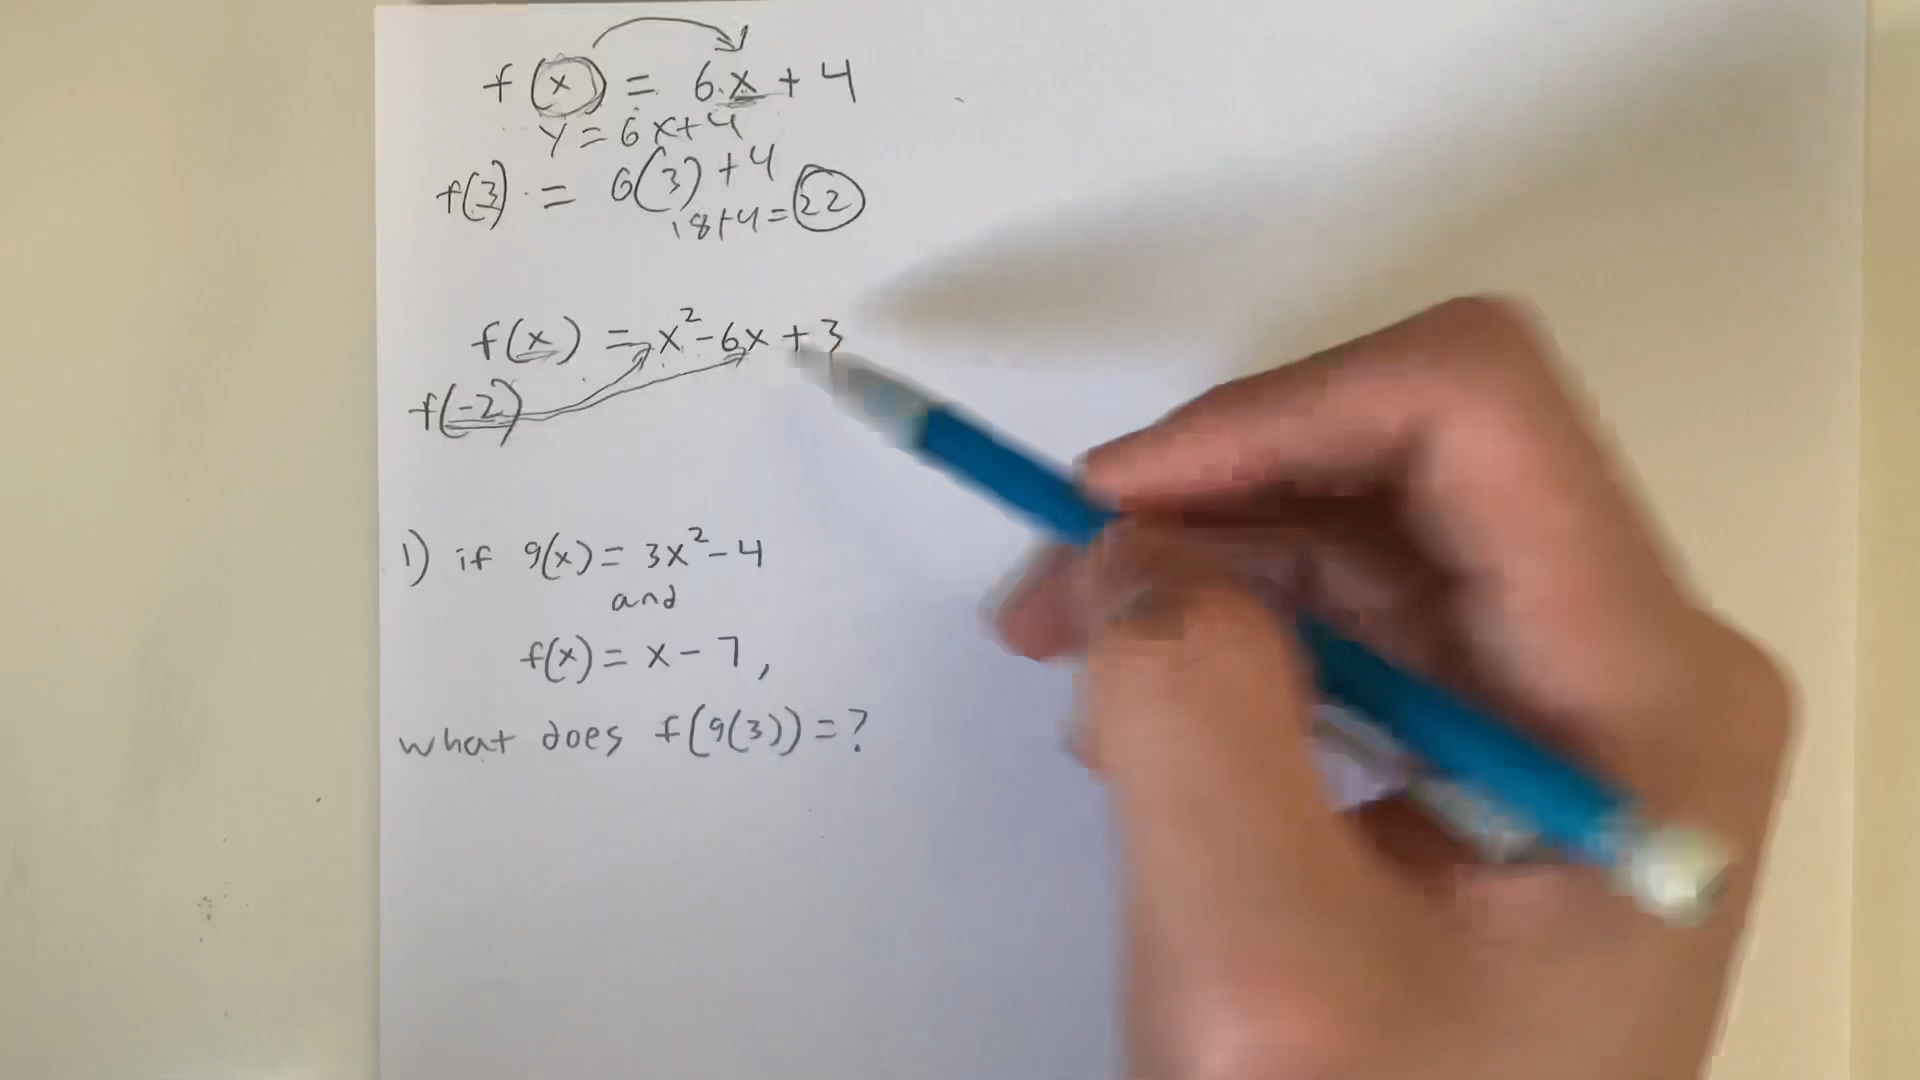 f(x) = 6·x + 4
y = 6x+4
f(3) = 6(3) + 4
18+4 = 22
f(x) = x² - 6x + 3
f(-2)
1) if g(x) = 3x² - 4
and
f(x) = x - 7,
what does f(g(3)) = ?